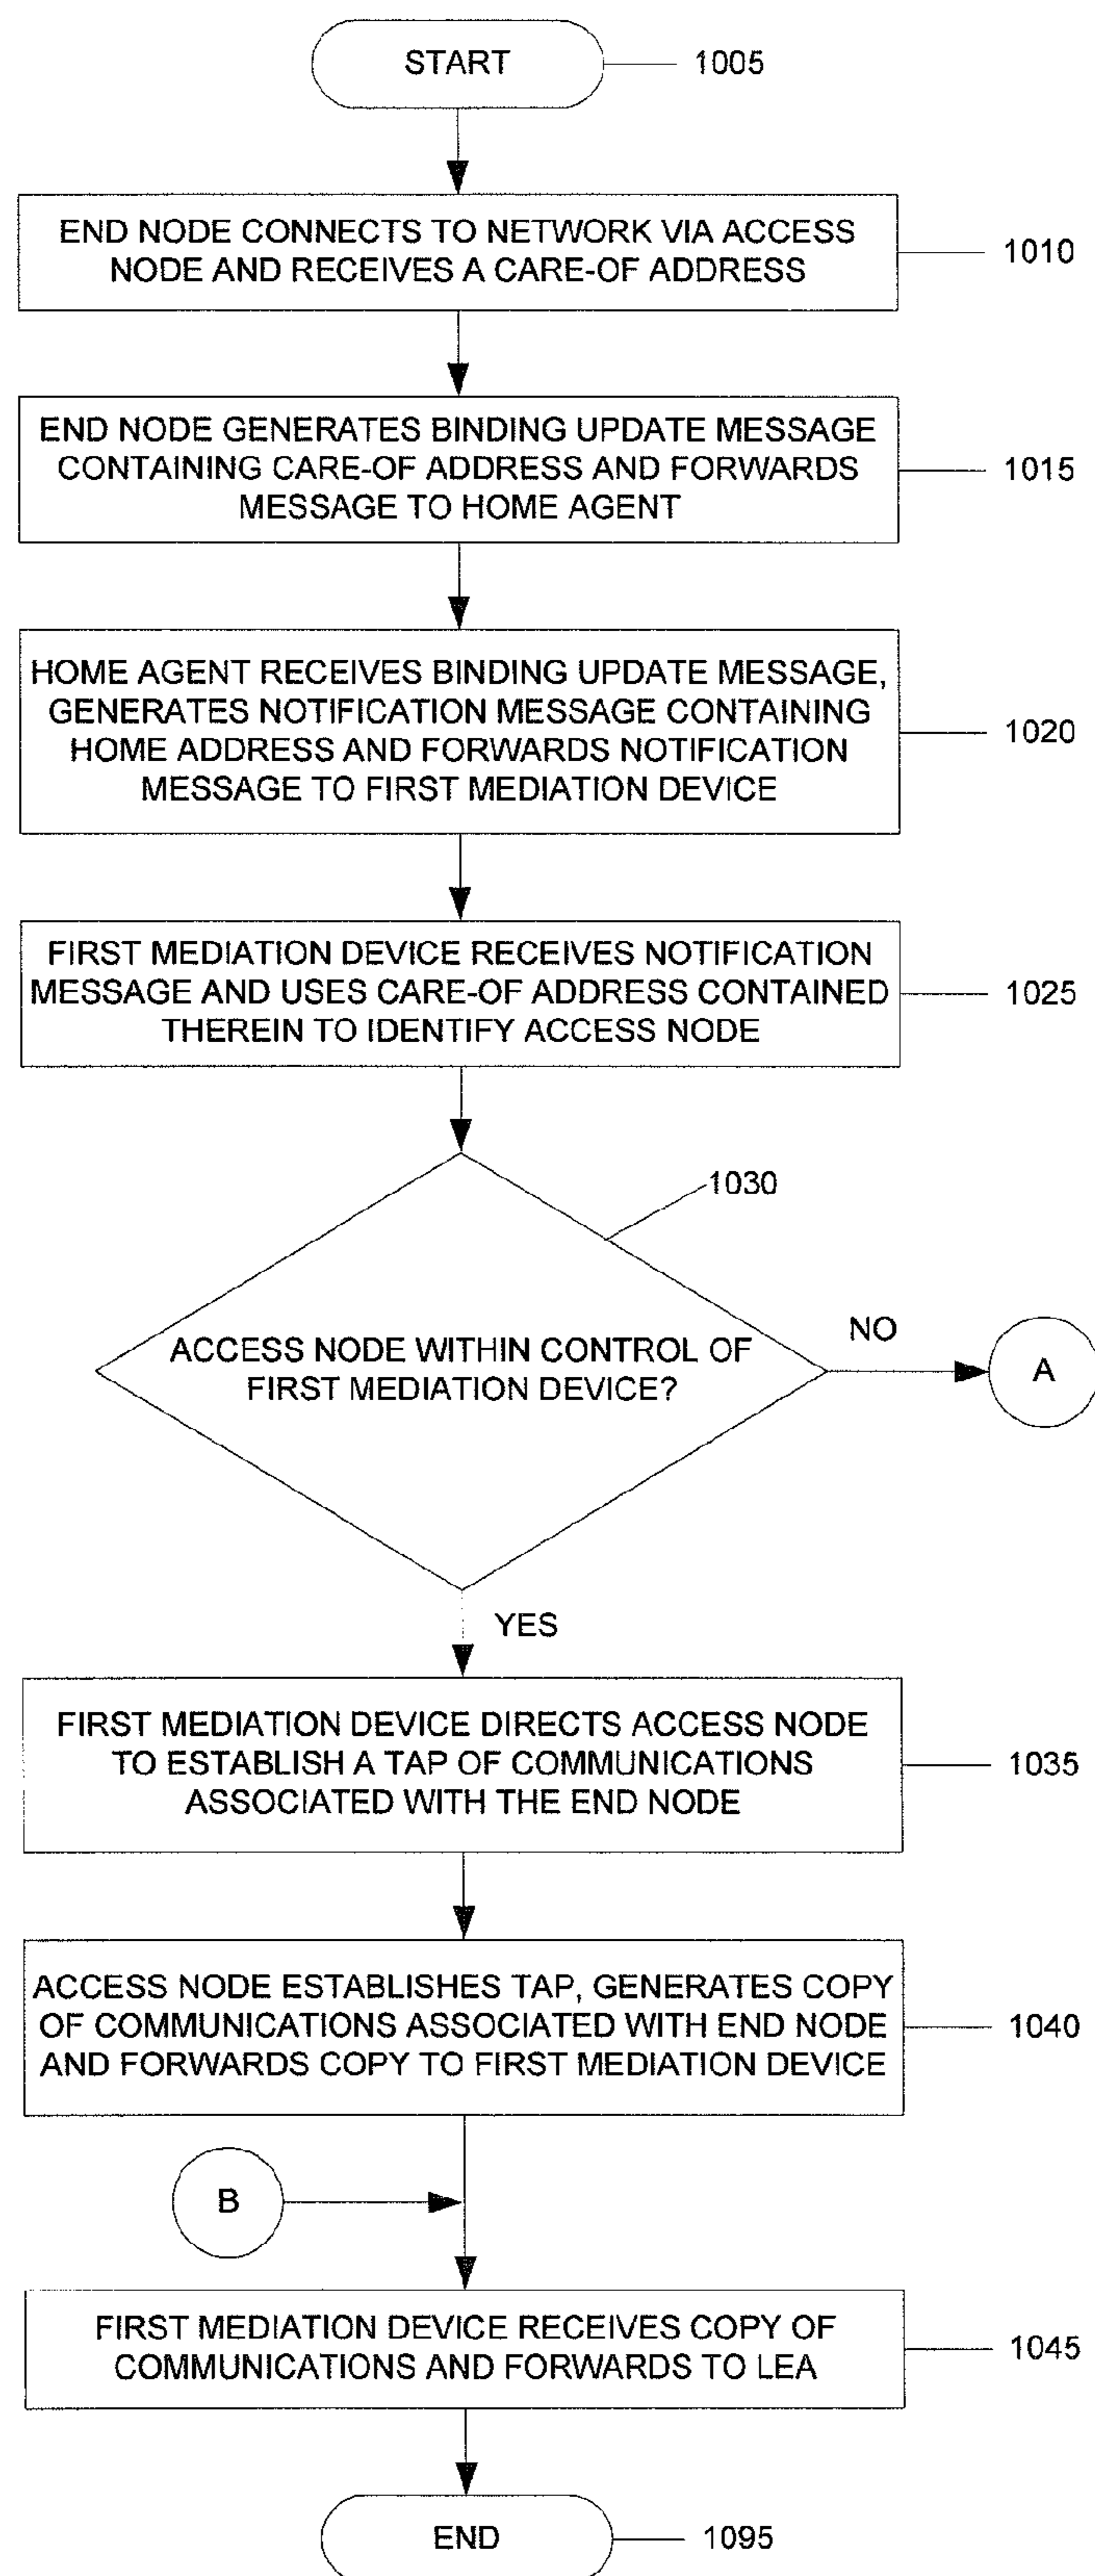 START
1005
END NODE CONNECTS TO NETWORK VIA ACCESS
NODE AND RECEIVES A CARE-OF ADDRESS
1010
END NODE GENERATES BINDING UPDATE MESSAGE
CONTAINING CARE-OF ADDRESS AND FORWARDS
MESSAGE TO HOME AGENT
1015
HOME AGENT RECEIVES BINDING UPDATE MESSAGE,
GENERATES NOTIFICATION MESSAGE CONTAINING
HOME ADDRESS AND FORWARDS NOTIFICATION
MESSAGE TO FIRST MEDIATION DEVICE
1020
FIRST MEDIATION DEVICE RECEIVES NOTIFICATION
MESSAGE AND USES CARE-OF ADDRESS CONTAINED
THEREIN TO IDENTIFY ACCESS NODE
1025
1030
ACCESS NODE WITHIN CONTROL OF
FIRST MEDIATION DEVICE?
NO
A
YES
FIRST MEDIATION DEVICE DIRECTS ACCESS NODE
TO ESTABLISH A TAP OF COMMUNICATIONS
ASSOCIATED WITH THE END NODE
1035
ACCESS NODE ESTABLISHES TAP, GENERATES COPY
OF COMMUNICATIONS ASSOCIATED WITH END NODE
AND FORWARDS COPY TO FIRST MEDIATION DEVICE
1040
B
FIRST MEDIATION DEVICE RECEIVES COPY OF
COMMUNICATIONS AND FORWARDS TO LEA
1045
END
1095